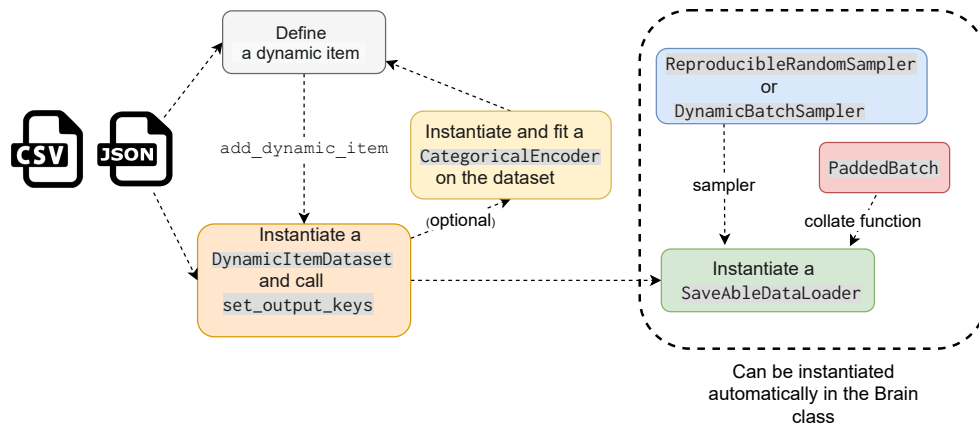 Define
a dynamic item
ReproducibleRandomSampler
or
DynamicBatchSampler
CSV
JSON
add_dynamic_item
Instantiate and fit a
CategoricalEncoder
on the dataset
PaddedBatch
sampler
(optional)
collate function
Instantiate a
DynamicItemDataset
and call
set_output_keys
Instantiate a
SaveAbleDataLoader
Can be instantiated
automatically in the Brain
class